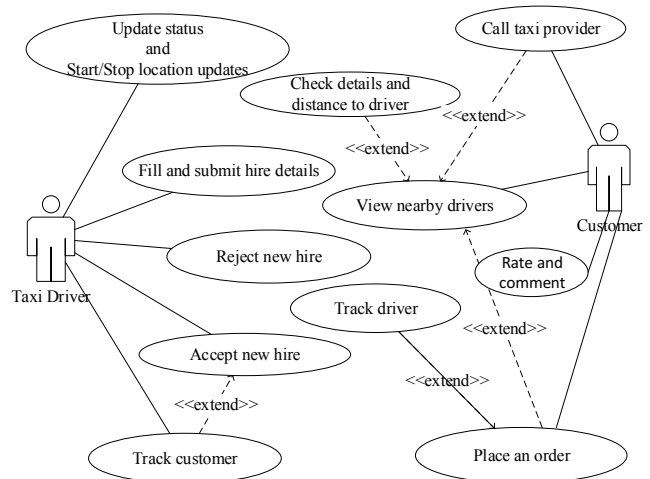 Update status
and
Start/Stop location updates
Call taxi provider
Check details and
distance to driver
<<extend>>
<<extend>>
Fill and submit hire details
View nearby drivers
Customer
Reject new hire
Rate and
comment
Taxi Driver
Track driver
<<extend>>
Accept new hire
<<extend>>
<<extend>>
Track customer
Place an order